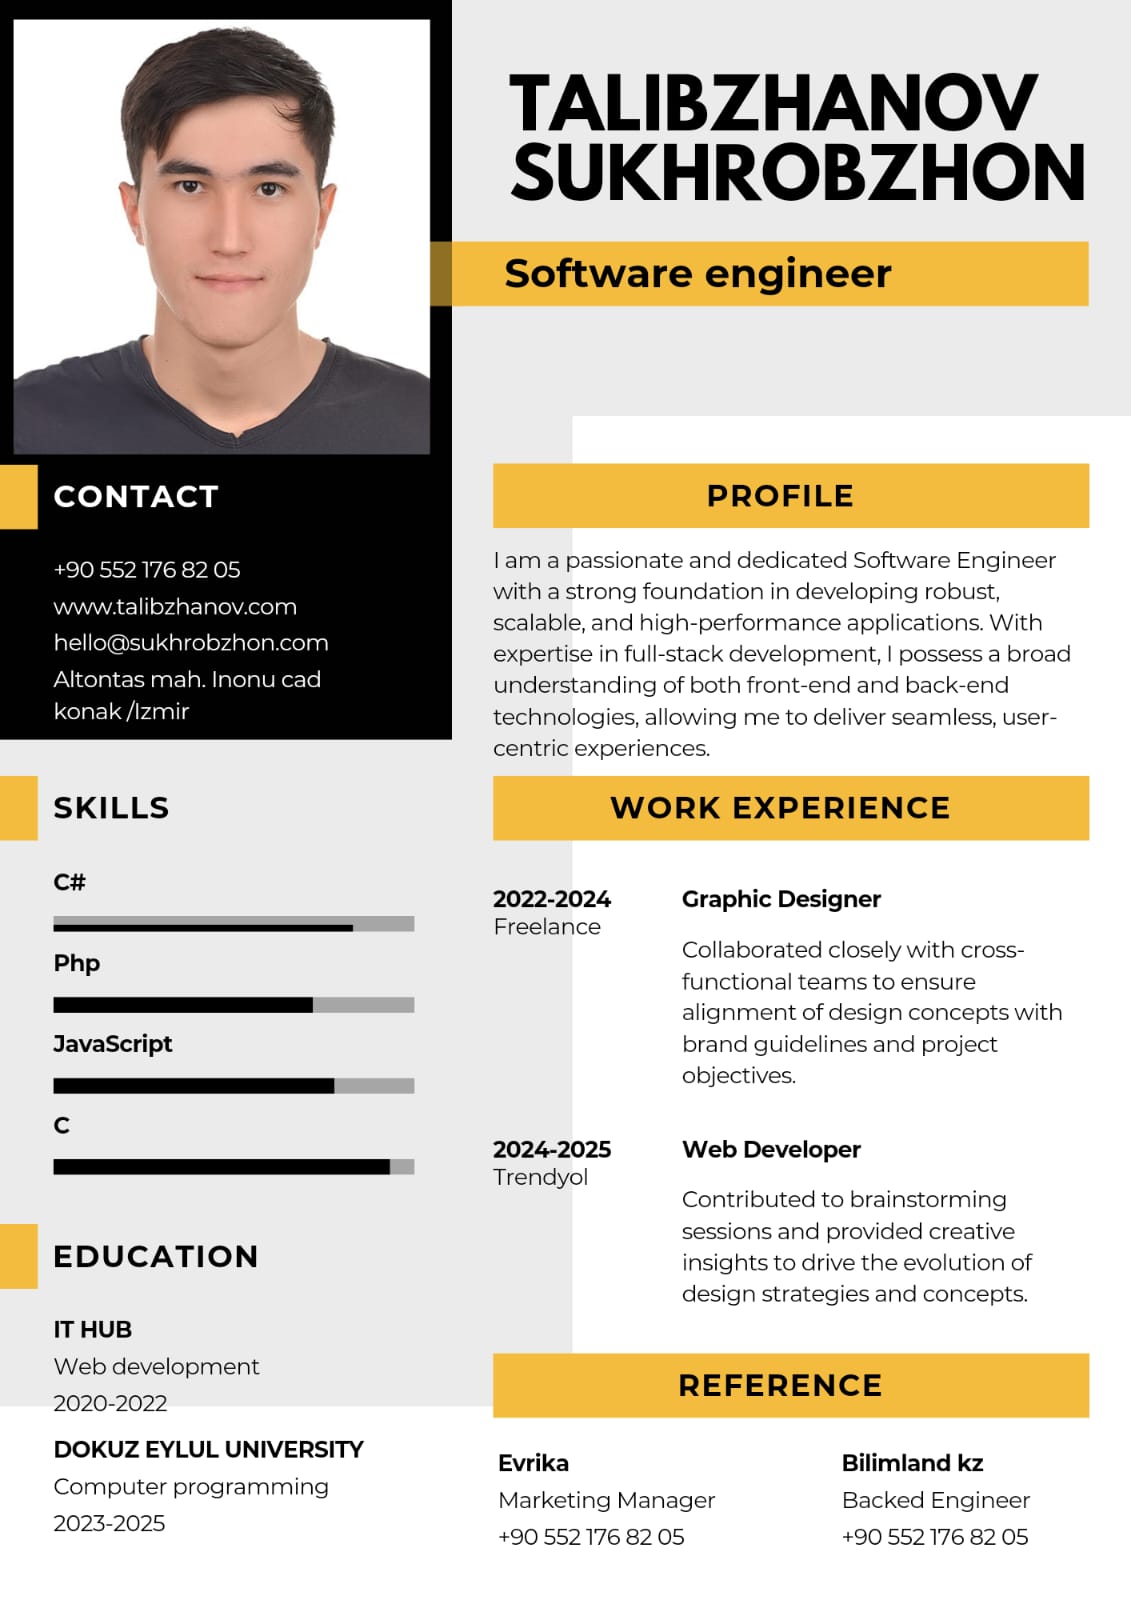 TALIBZHANOV
SUKHROBZHON
Software engineer
CONTACT
+90 552 176 82 05
www.talibzhanov.com
hello@sukhrobzhon.com
Altontas mah. Inonu cad
konak /Izmir
SKILLS
C#
Php
JavaScript
C
EDUCATION
IT HUB
Web development
2020-2022
DOKUZ EYLUL UNIVERSITY
Computer programming
2023-2025
PROFILE
I am a passionate and dedicated Software Engineer
with a strong foundation in developing robust,
scalable, and high-performance applications. With
expertise in full-stack development, I possess a broad
understanding of both front-end and back-end
technologies, allowing me to deliver seamless, user-
centric experiences.
WORK EXPERIENCE
2022-2024
Freelance
Graphic Designer
Collaborated closely with cross-
functional teams to ensure
alignment of design concepts with
brand guidelines and project
objectives.
2024-2025
Trendyol
Web Developer
Contributed to brainstorming
sessions and provided creative
insights to drive the evolution of
design strategies and concepts.
REFERENCE
Evrika
Marketing Manager
+90 552 176 82 05
Bilimland kz
Backed Engineer
+90 552 176 82 05